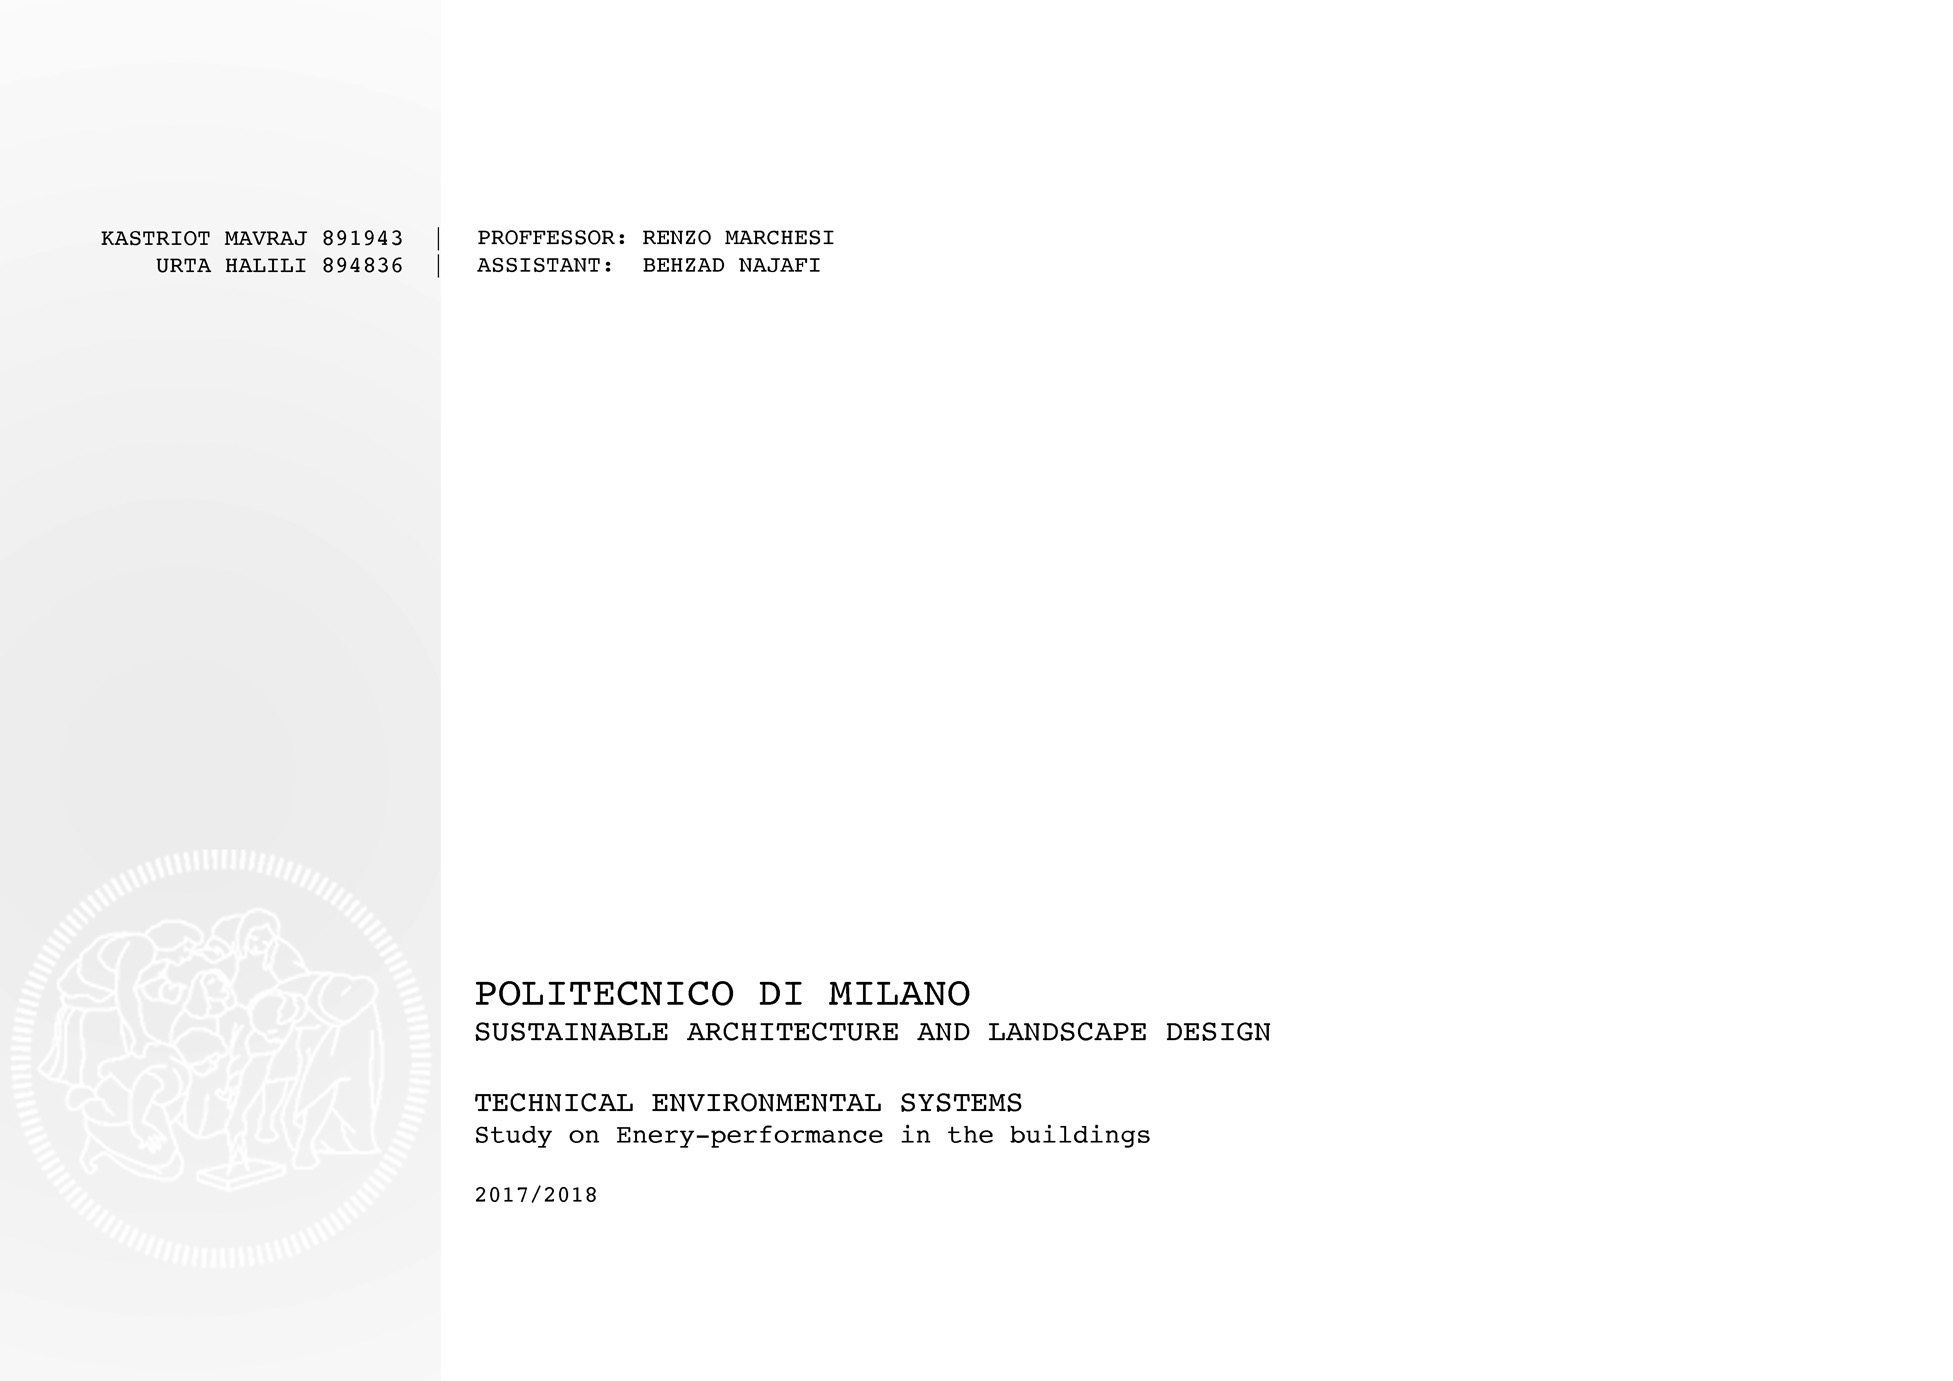 KASTRIOT MAVRAJ 891943 | PROFFESSOR: RENZO MARCHESI
URTA HALILI 894836 | ASSISTANT: BEHZAD NAJAFI
POLITECNICO DI MILANO
SUSTAINABLE ARCHITECTURE AND LANDSCAPE DESIGN
TECHNICAL ENVIRONMENTAL SYSTEMS
Study on Enery-performance in the buildings
2017/2018